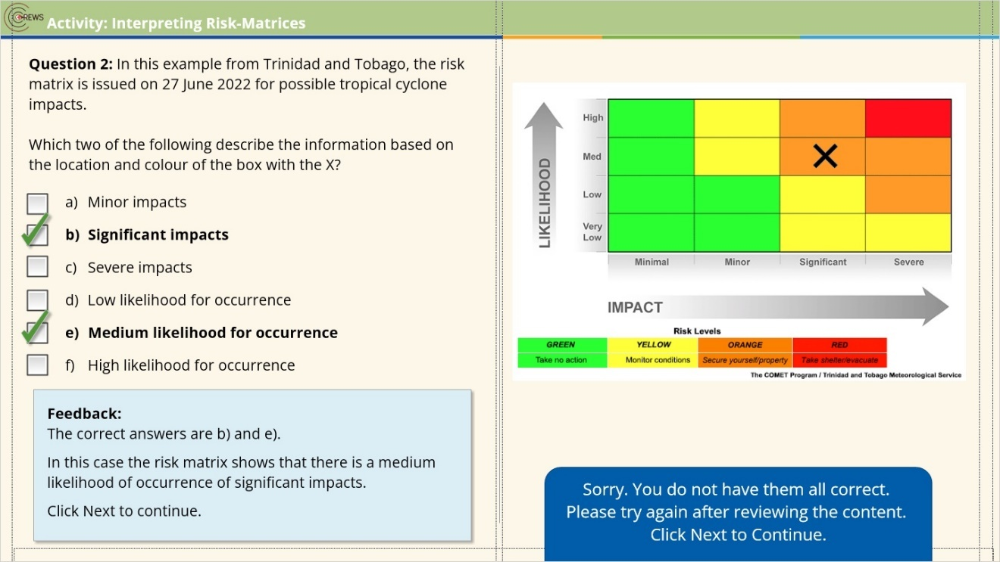 CREWS
Activity: Interpreting Risk-Matrices
Question 2: In this example from Trinidad and Tobago, the risk
matrix is issued on 27 June 2022 for possible tropical cyclone
impacts.
Which two of the following describe the information based on
the location and colour of the box with the X?
a) Minor impacts
b) Significant impacts
c) Severe impacts
d) Low likelihood for occurrence
e) Medium likelihood for occurrence
f) High likelihood for occurrence
Feedback:
The correct answers are b) and e).
In this case the risk matrix shows that there is a medium
likelihood of occurrence of significant impacts.
Click Next to continue.
LIKELIHOOD
High
Med
Low
Very
Low
X
Minimal Minor Significant Severe
IMPACT
Risk Levels
GREEN YELLOW ORANGE RED
Take no action Monitor conditions Secure yourself/property Take shelter/evacuate
The COMET Program / Trinidad and Tobago Meteorological Service
Sorry. You do not have them all correct.
Please try again after reviewing the content.
Click Next to Continue.